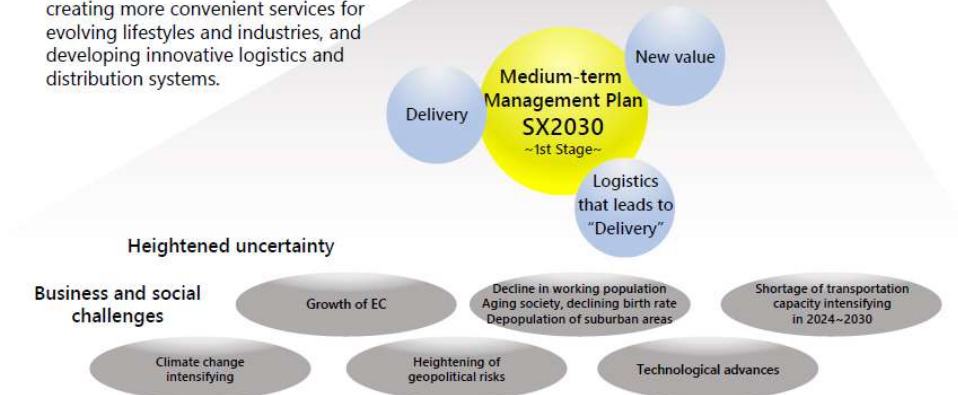 creating more convenient services for
evolving lifestyles and industries, and
developing innovative logistics and
distribution systems.
New value
Medium-term
Management Plan
SX2030
~1st Stage~
Delivery
Logistics
that leads to
“Delivery”
Heightened uncertainty
Business and social
challenges
Growth of EC
Decline in working population
Aging society, declining birth rate
Depopulation of suburban areas
Shortage of transportation
capacity intensifying
in 2024~2030
Climate change
intensifying
Heightening of
geopolitical risks
Technological advances